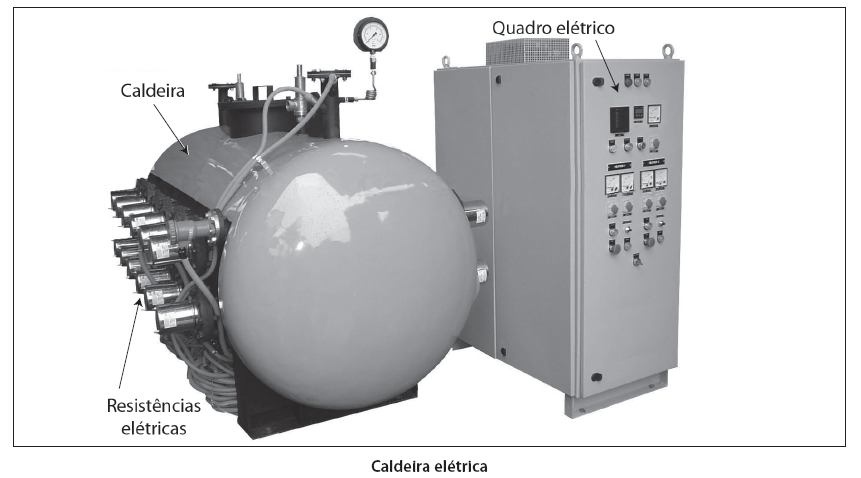 Quadro elétrico
Caldeira
Resistências
elétricas
Caldeira elétrica